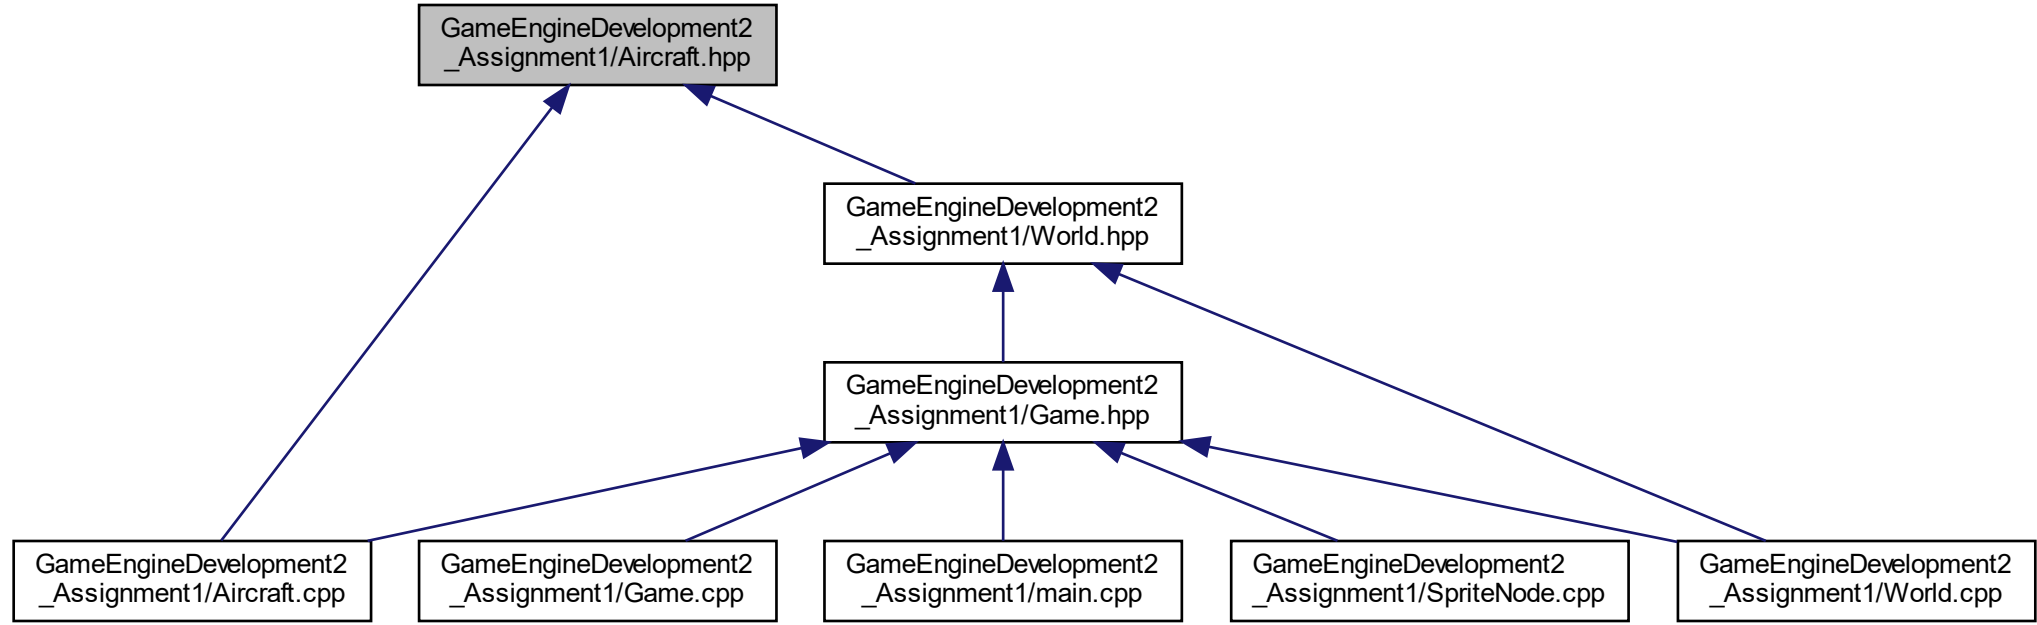 GameEngineDevelopment2
_Assignment1/Aircraft.hpp
GameEngineDevelopment2
_Assignment1/World.hpp
GameEngineDevelopment2
_Assignment1/Game.hpp
GameEngineDevelopment2
_Assignment1/Aircraft.cpp
GameEngineDevelopment2
_Assignment1/Game.cpp
GameEngineDevelopment2
_Assignment1/main.cpp
GameEngineDevelopment2
_Assignment1/SpriteNode.cpp
GameEngineDevelopment2
_Assignment1/World.cpp